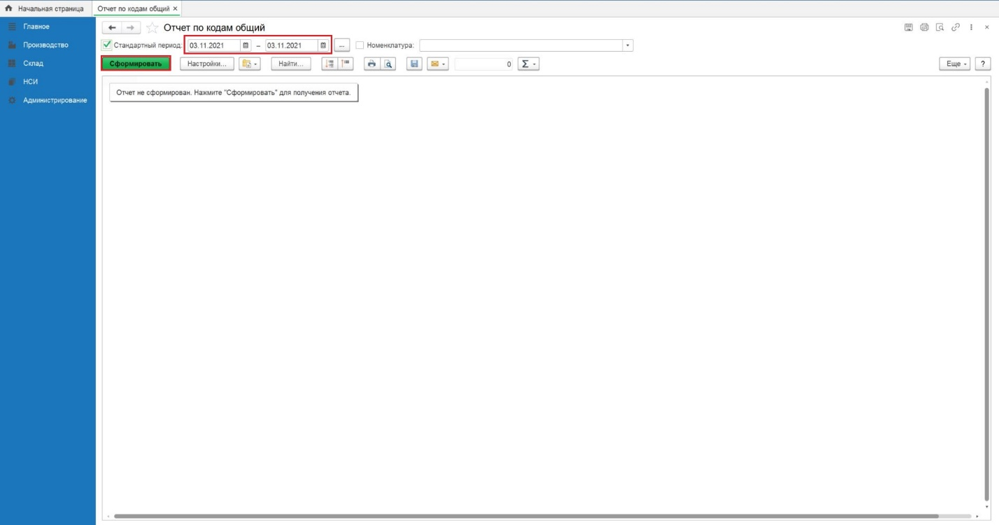 Начальная страница
Отчет по кодам общий ×
Главное
Производство
Склад
НСИ
Администрирование
Отчет по кодам общий
Стандартный период: 03.11.2021 – 03.11.2021 ... Номенклатура:
Сформировать Настройки... Найти... 0 Σ Еще ?
Отчет не сформирован. Нажмите "Сформировать" для получения отчета.